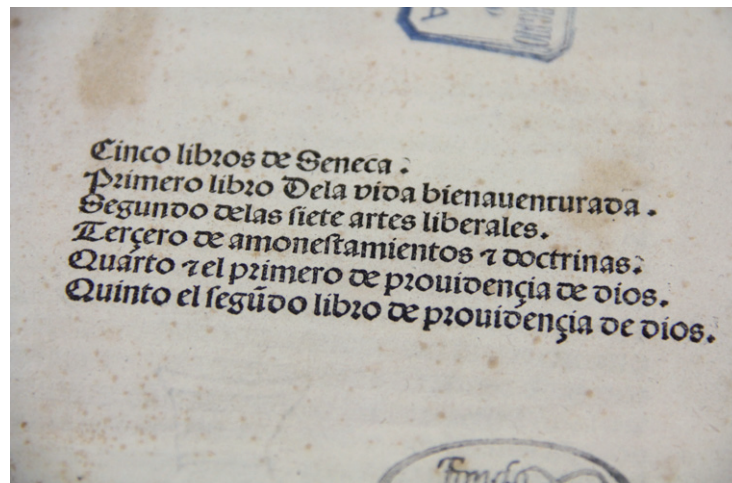 Cinco libros de Seneca.
Primero libro Dela vida bienauenturada.
Segundo delas siete artes liberales.
Terçero de amonestamientos ⁊ doctrinas.
Quarto ⁊ el primero de prouidençia de dios.
Quinto el segũdo libro de prouidençia de dios.